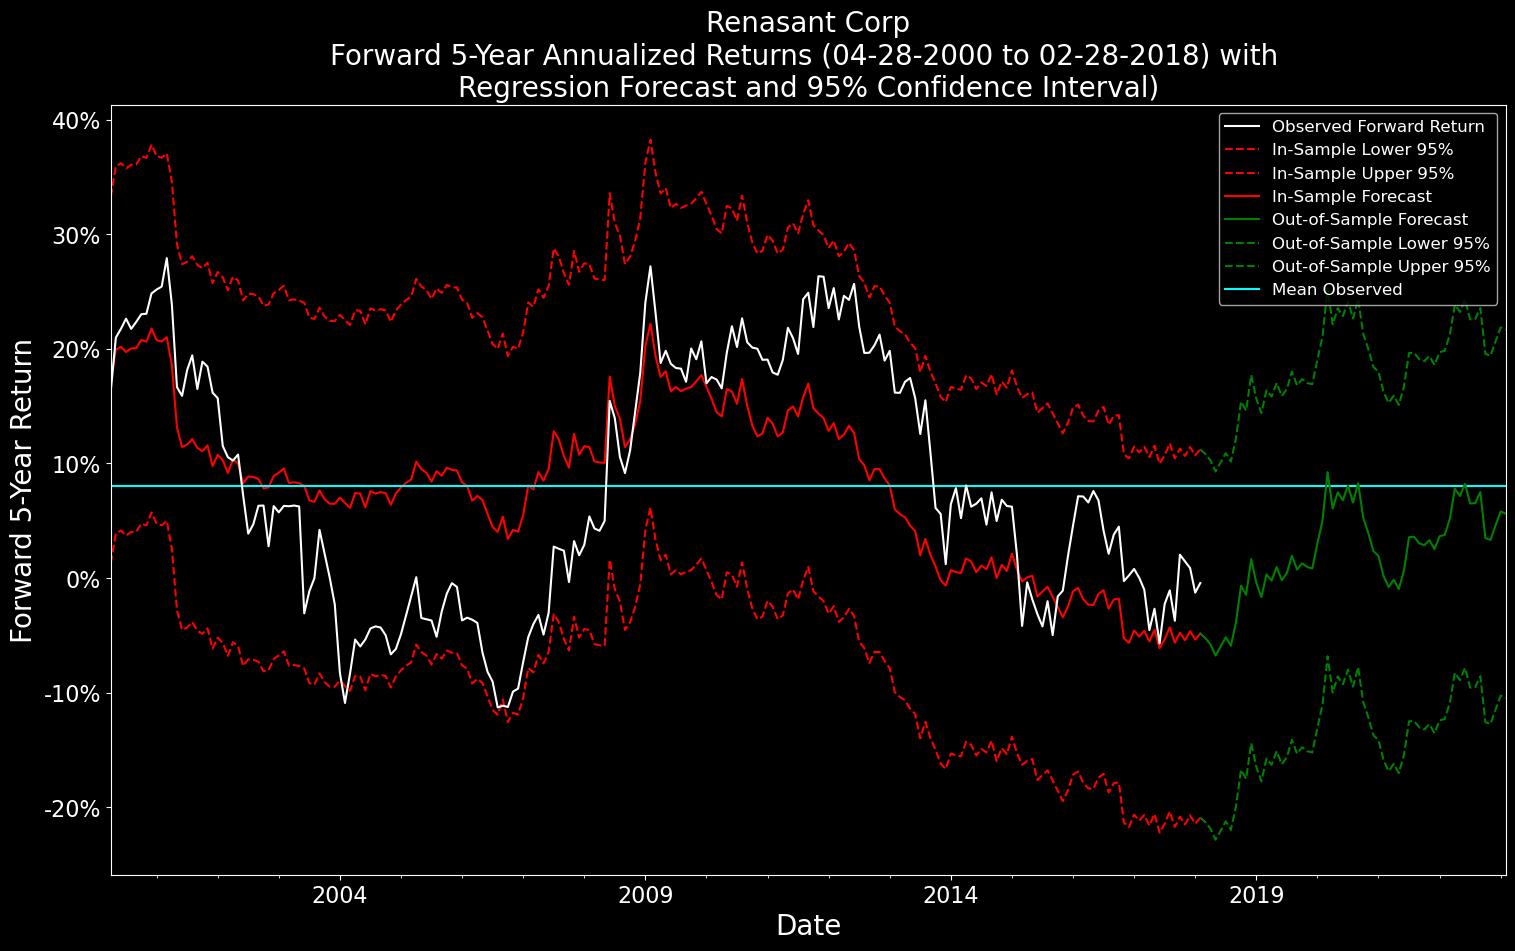 Renasant Corp
Forward 5-Year Annualized Returns (04-28-2000 to 02-28-2018) with
Regression Forecast and 95% Confidence Interval)
40%
30%
20%
10%
0%
-10%
-20%
Forward 5-Year Return
Observed Forward Return
In-Sample Lower 95%
In-Sample Upper 95%
In-Sample Forecast
Out-of-Sample Forecast
Out-of-Sample Lower 95%
Out-of-Sample Upper 95%
Mean Observed
2004
2009
2014
2019
Date